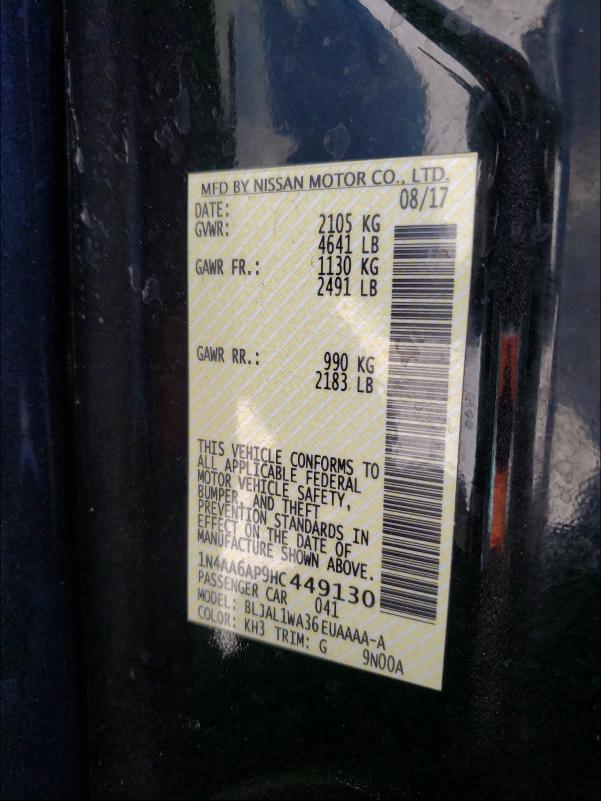 MFD BY NISSAN MOTOR CO., LTD.
DATE: 08/17
GVWR: 2105 KG
4641 LB
GAWR FR.: 1130 KG
2491 LB
GAWR RR.: 990 KG
2183 LB
THIS VEHICLE CONFORMS TO
ALL APPLICABLE FEDERAL
MOTOR VEHICLE SAFETY,
BUMPER, AND THEFT
PREVENTION STANDARDS IN
EFFECT ON THE DATE OF
MANUFACTURE SHOWN ABOVE.
1N4AA6AP9HC449130
PASSENGER CAR 041
MODEL: BLJAL1WA36EUAAAA-A
COLOR: KH3 TRIM: G 9N00A